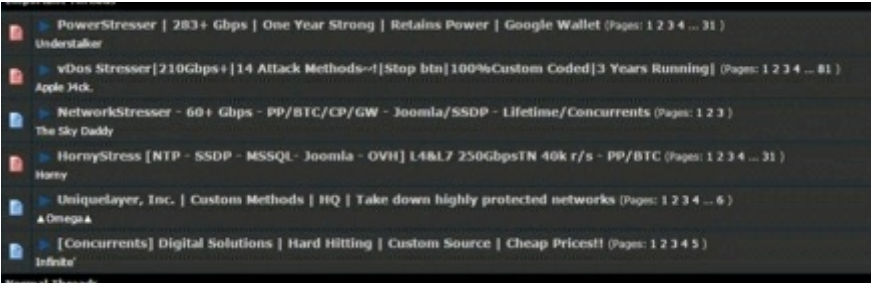 Important Threads
PowerStresser | 283+ Gbps | One Year Strong | Retains Power | Google Wallet (Pages: 1 2 3 4 ... 31 )
Understalker
vDos Stresser|210Gbps+|14 Attack Methods~!|Stop btn|100%Custom Coded|3 Years Running| (Pages: 1 2 3 4 ... 81 )
Apple J4ck.
NetworkStresser - 60+ Gbps - PP/BTC/CP/GW - Joomla/SSDP - Lifetime/Concurrents (Pages: 1 2 3 )
The Sky Daddy
HornyStress [NTP - SSDP - MSSQL- Joomla - OVH] L4&L7 250GbpsTN 40k r/s - PP/BTC (Pages: 1 2 3 4 ... 31 )
Horny
Uniquelayer, Inc. | Custom Methods | HQ | Take down highly protected networks (Pages: 1 2 3 4 ... 6 )
▲Omega▲
[Concurrents] Digital Solutions | Hard Hitting | Custom Source | Cheap Prices!! (Pages: 1 2 3 4 5 )
Infinite'
Normal Threads